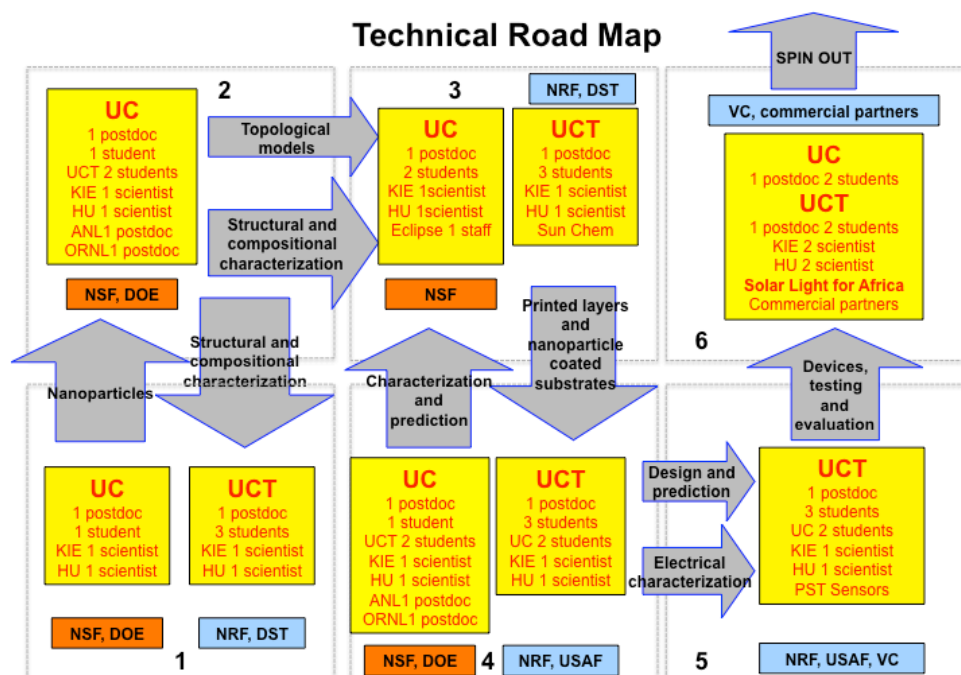 Technical Road Map
SPIN OUT
2
UC
1 postdoc
1 student
UCT 2 students
KIE 1 scientist
HU 1 scientist
ANL1 postdoc
ORNL1 postdoc
NSF, DOE
Topological
models
Structural and
compositional
characterization
3
NRF, DST
UC
1 postdoc
2 students
KIE 1scientist
HU 1scientist
Eclipse 1 staff
UCT
1 postdoc
3 students
KIE 1 scientist
HU 1 scientist
Sun Chem
NSF
VC, commercial partners
UC
1 postdoc 2 students
UCT
1 postdoc 2 students
KIE 2 scientist
HU 2 scientist
Solar Light for Africa
Commercial partners
6
Nanoparticles
Structural and
compositional
characterization
Characterization
and
prediction
Printed layers
and
nanoparticle
coated
substrates
Devices,
testing
and
evaluation
UC
1 postdoc
1 student
KIE 1 scientist
HU 1 scientist
UCT
1 postdoc
3 students
KIE 1 scientist
HU 1 scientist
NSF, DOE
1
NRF, DST
UC
1 postdoc
1 student
UCT 2 students
KIE 1 scientist
HU 1 scientist
ANL1 postdoc
ORNL1 postdoc
UCT
1 postdoc
3 students
UC 2 students
KIE 1 scientist
HU 1 scientist
NSF, DOE
4
NRF, USAF
Design and
prediction
Electrical
characterization
UCT
1 postdoc
3 students
UC 2 students
KIE 1 scientist
HU 1 scientist
PST Sensors
5
NRF, USAF, VC